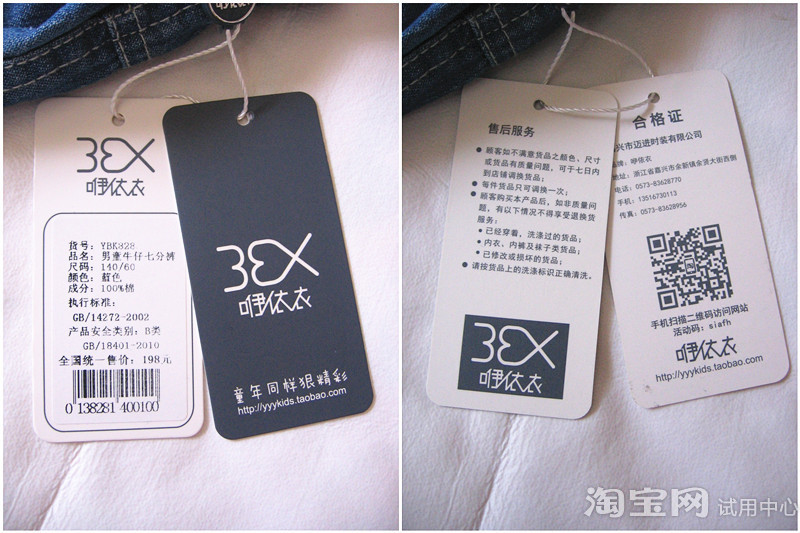 咿依衣
3EX
咿依衣
货号：YBK828
品名：男童牛仔七分裤
尺码：140/60
颜色：蓝色
成分：100%棉
执行标准：
GB/14272-2002
产品安全类别：B类
GB/18401-2010
全国统一售价：198元
0 138281 400100
3EX
咿依衣
童年同样狠精彩
http://yyykids.taobao.com
售后服务
● 顾客如不满意货品之颜色，尺寸
或货品有质量问题，可于七日内
到店铺调换货品；
● 每件货品只可调换一次；
● 顾客购买本产品后，如非质量问
题，有以下情况不得享受退换货
服务：
• 已经穿着，洗涤过的货品；
• 内衣、内裤及袜子类货品；
• 已修改或损坏的货品；
● 请按货品上的洗涤标识正确清洗。
3EX
咿依衣
合格证
兴市迈进时装有限公司
品牌：咿依衣
地址：浙江省嘉兴市余新镇余贤大街西侧
电话：0573-83628770
手机：13516730113
传真：0573-83628956
手机扫描二维码访问网站
活动码：siafh
咿依衣
http://yyykids.taobao.com
淘宝网 试用中心